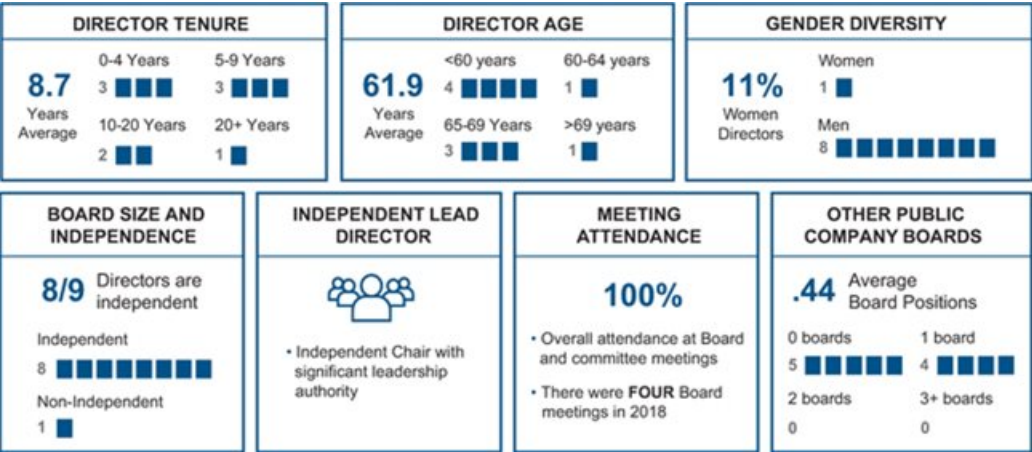 DIRECTOR TENURE
8.7
Years
Average
0-4 Years
3
5-9 Years
3
10-20 Years
2
20+ Years
1
DIRECTOR AGE
61.9
Years
Average
<60 years
4
60-64 years
1
65-69 Years
3
>69 years
1
GENDER DIVERSITY
11%
Women
Directors
Women
1
Men
8
BOARD SIZE AND
INDEPENDENCE
8/9
Directors are
independent
Independent
8
Non-Independent
1
INDEPENDENT LEAD
DIRECTOR
• Independent Chair with
significant leadership
authority
MEETING
ATTENDANCE
100%
• Overall attendance at Board
and committee meetings
• There were FOUR Board
meetings in 2018
OTHER PUBLIC
COMPANY BOARDS
.44
Average
Board Positions
0 boards
5
1 board
4
2 boards
0
3+ boards
0